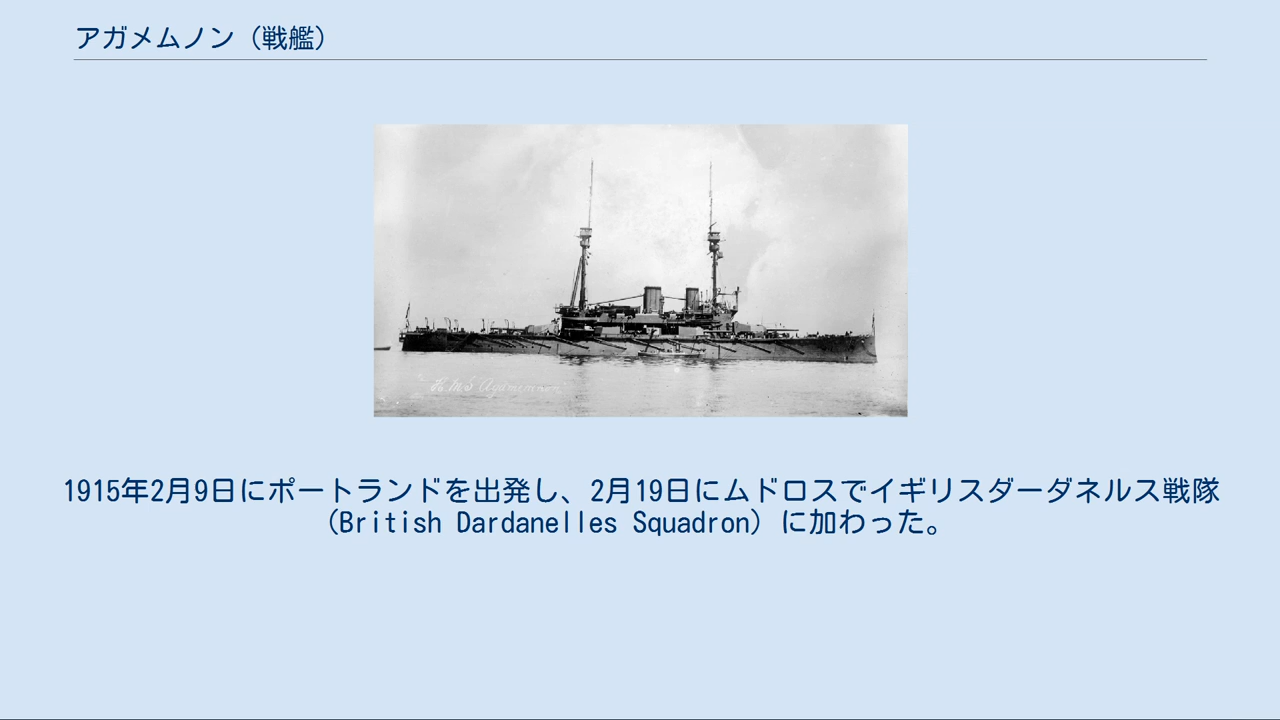 アガメムノン（戦艦）
H.M.S Agamemnon
1915年2月9日にポートランドを出発し、2月19日にムドロスでイギリスダーダネルス戦隊
（British Dardanelles Squadron）に加わった。